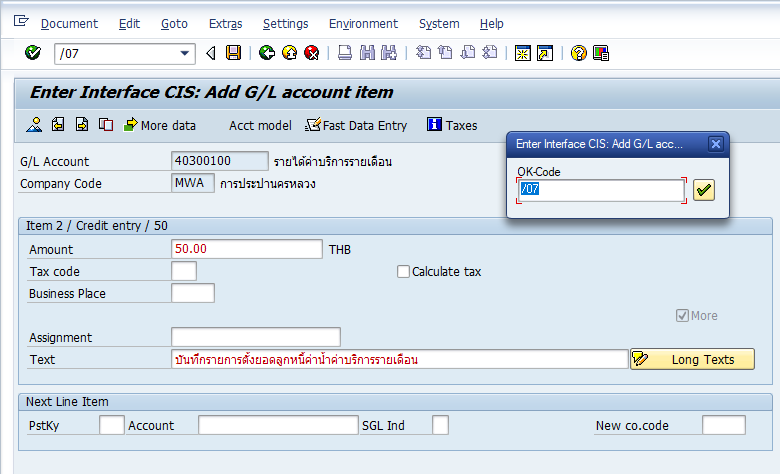 Document Edit Goto Extras Settings Environment System Help
/07
Enter Interface CIS: Add G/L account item
More data Acct model Fast Data Entry Taxes
Enter Interface CIS: Add G/L acc...
OK-Code
/07
G/L Account 40300100 รายได้ค่าบริการรายเดือน
Company Code MWA การประปานครหลวง
Item 2 / Credit entry / 50
Amount 50.00 THB
Tax code Calculate tax
Business Place
More
Assignment
Text บันทึกรายการตั้งยอดลูกหนี้ค่าน้ำค่าบริการรายเดือน Long Texts
Next Line Item
PstKy Account SGL Ind New co.code